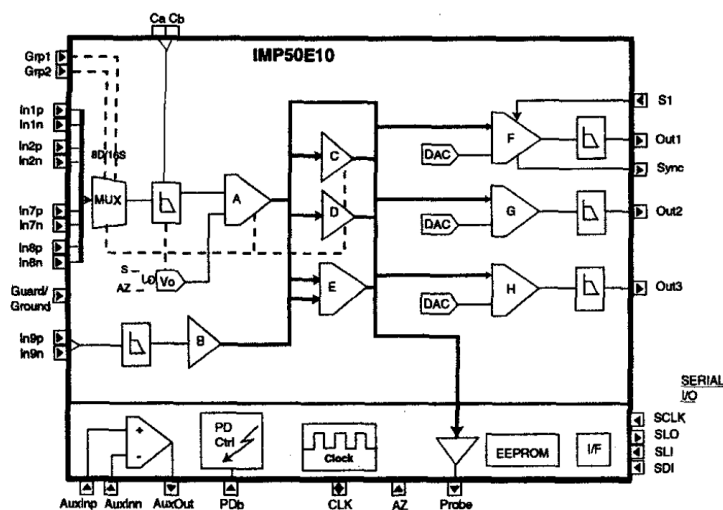 Ca Cb
IMP50E10
Grp1
Grp2
In1p
In1n
In2p
In2n
8D/16S
MUX
In7p
In7n
In8p
In8n
S
AZ
Vo
Guard/
Ground
In9p
In9n
A
B
C
D
E
F
DAC
G
DAC
H
DAC
S1
Out1
Sync
Out2
Out3
SERIAL
I/O
SCLK
SLO
SLI
SDI
+
-
PD
Ctrl
Clock
EEPROM
I/F
AuxInp
AuxInn
AuxOut
PDb
CLK
AZ
Probe